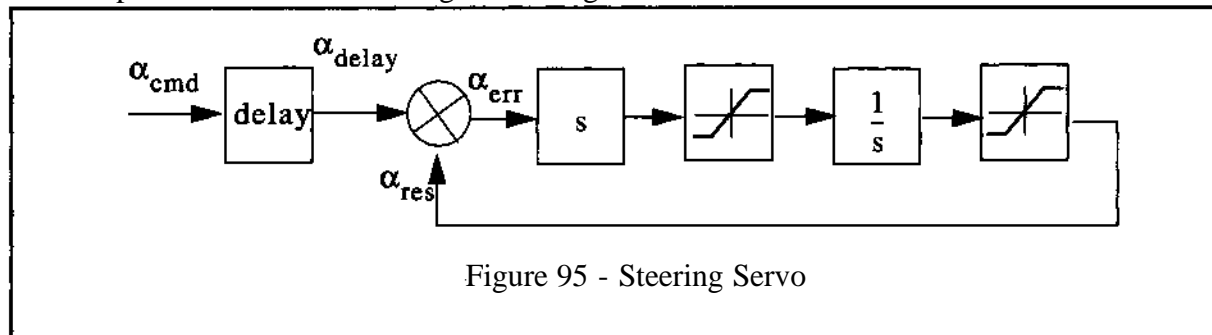 α_cmd
delay
α_delay
α_err
s
1/s
α_res
Figure 95 - Steering Servo